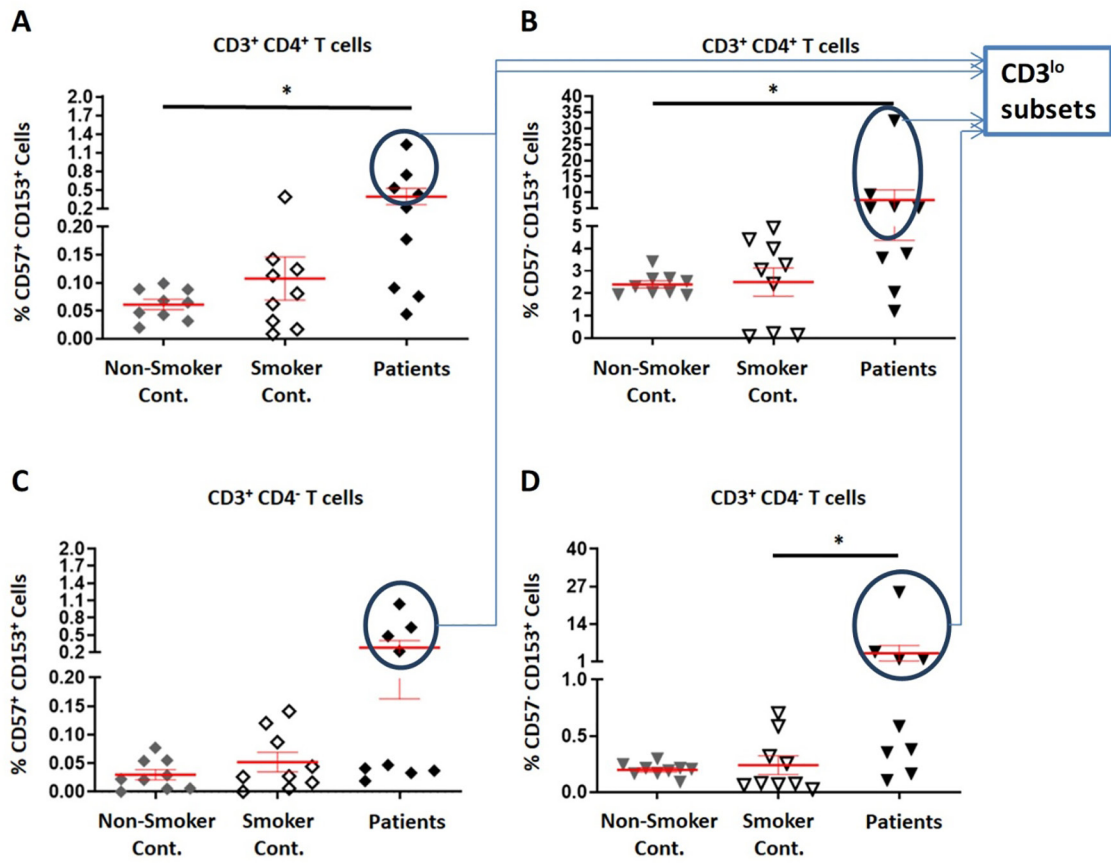 A
CD3⁺ CD4⁺ T cells
*
% CD57⁺ CD153⁺ Cells
2.0
1.7
1.4
1.1
0.8
0.5
0.2
0.20
0.15
0.10
0.05
0.00
Non-Smoker
Cont.
Smoker
Cont.
Patients
B
CD3⁺ CD4⁺ T cells
*
% CD57⁻ CD153⁺ Cells
40
35
30
25
20
15
10
5
5
4
3
2
1
0
Non-Smoker
Cont.
Smoker
Cont.
Patients
CD3ˡᵒ
subsets
C
CD3⁺ CD4⁻ T cells
% CD57⁺ CD153⁺ Cells
2.0
1.7
1.4
1.1
0.8
0.5
0.2
0.20
0.15
0.10
0.05
0.00
Non-Smoker
Cont.
Smoker
Cont.
Patients
D
CD3⁺ CD4⁻ T cells
*
% CD57⁻ CD153⁺ Cells
40
27
14
1
1.0
0.5
0.0
Non-Smoker
Cont.
Smoker
Cont.
Patients